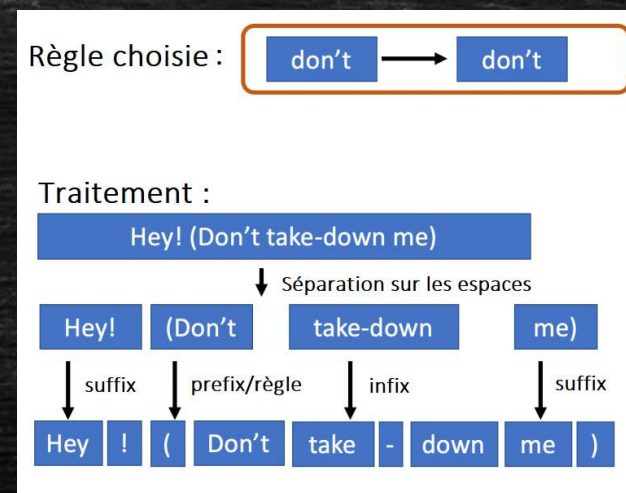 Règle choisie : don't don't
Traitement :
Hey! (Don't take-down me)
Séparation sur les espaces
Hey! (Don't take-down me)
suffix prefix/règle infix suffix
Hey ! ( Don't take - down me )